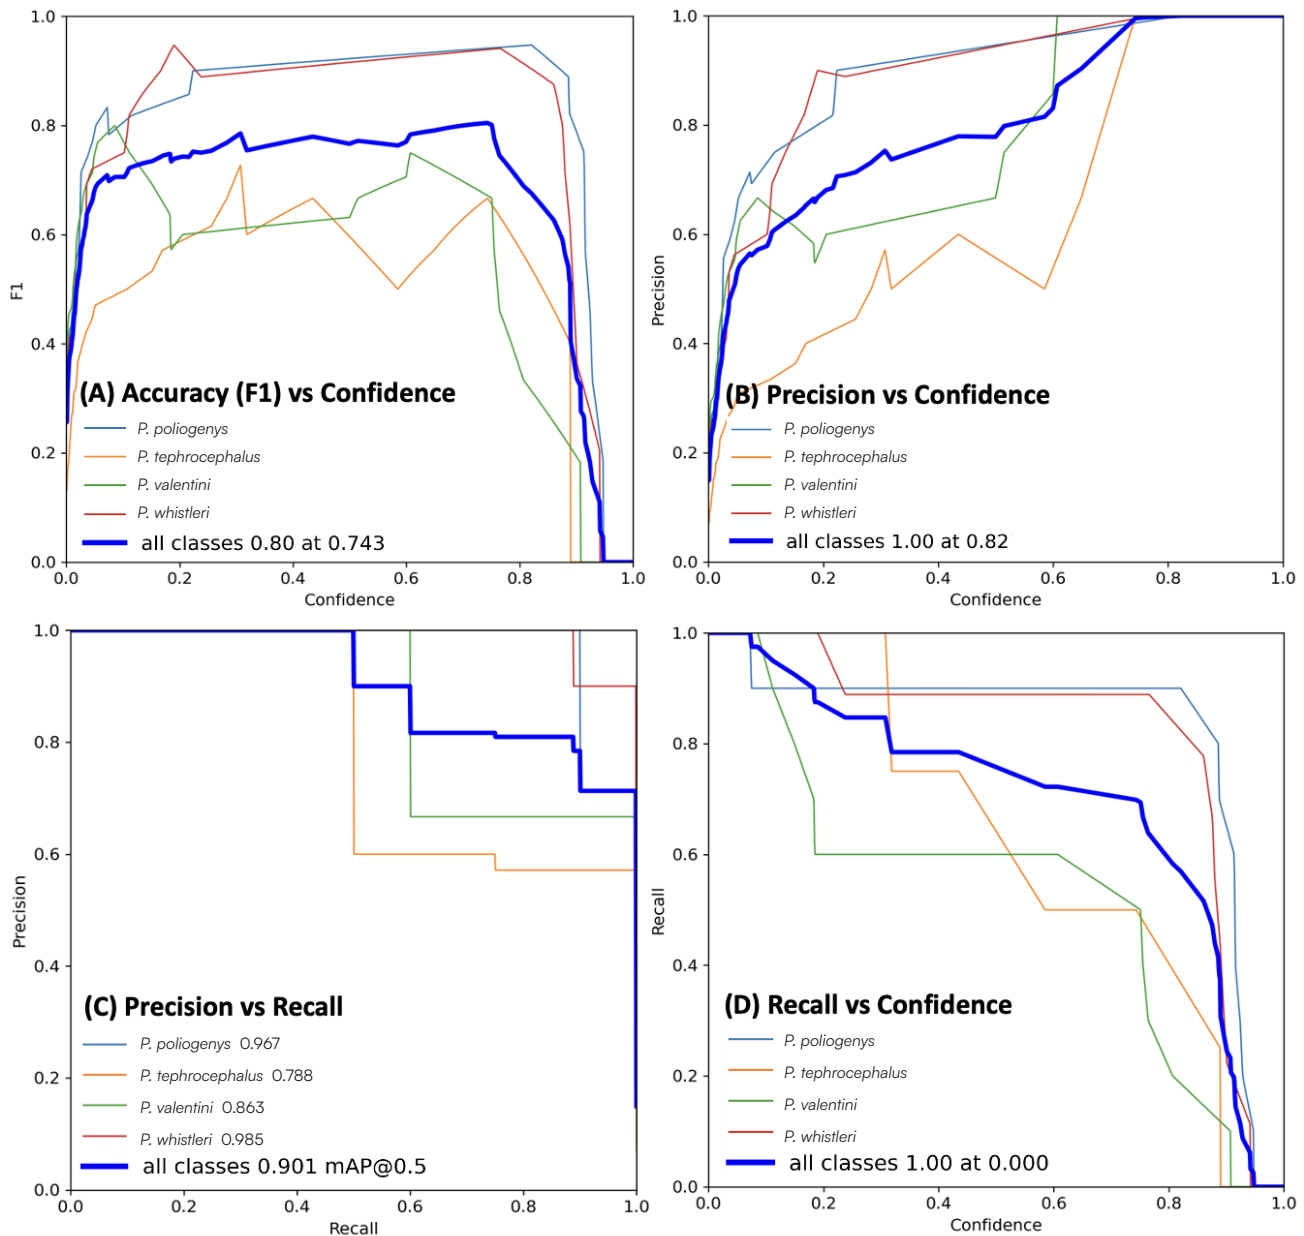 1.0
0.8
0.6
0.4
0.2
0.0
F1
(A) Accuracy (F1) vs Confidence
P. poliogenys
P. tephrocephalus
P. valentini
P. whistleri
all classes 0.80 at 0.743
0.0 0.2 0.4 0.6 0.8 1.0
Confidence
1.0
0.8
0.6
0.4
0.2
0.0
Precision
(B) Precision vs Confidence
P. poliogenys
P. tephrocephalus
P. valentini
P. whistleri
all classes 1.00 at 0.82
0.0 0.2 0.4 0.6 0.8 1.0
Confidence
1.0
0.8
0.6
0.4
0.2
0.0
Precision
(C) Precision vs Recall
P. poliogenys 0.967
P. tephrocephalus 0.788
P. valentini 0.863
P. whistleri 0.985
all classes 0.901 mAP@0.5
0.0 0.2 0.4 0.6 0.8 1.0
Recall
1.0
0.8
0.6
0.4
0.2
0.0
Recall
(D) Recall vs Confidence
P. poliogenys
P. tephrocephalus
P. valentini
P. whistleri
all classes 1.00 at 0.000
0.0 0.2 0.4 0.6 0.8 1.0
Confidence